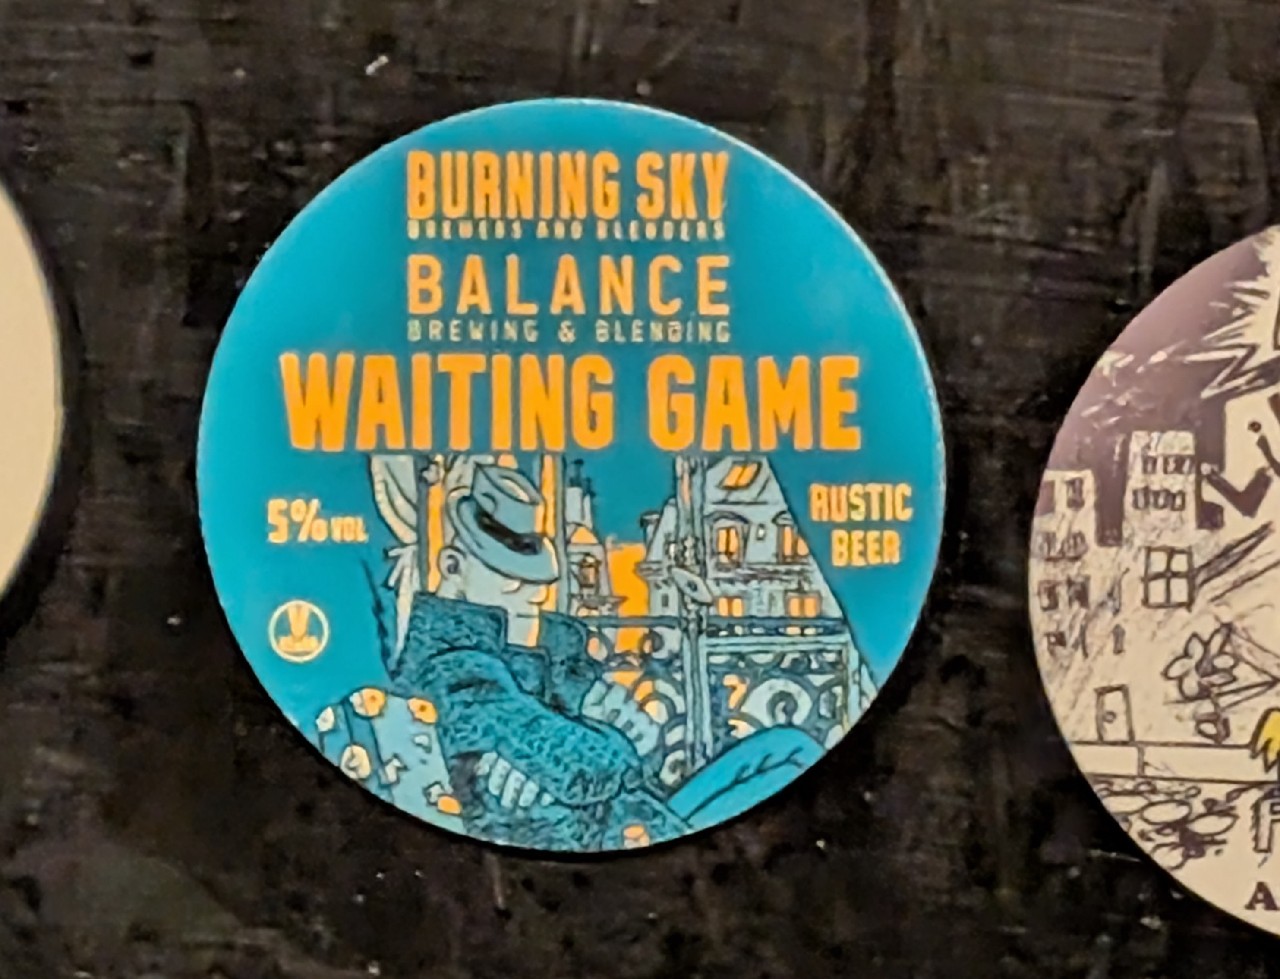 BURNING SKY
BREWERS AND BLENDERS
BALANCE
BREWING & BLENDING
WAITING GAME
5% VOL
RUSTIC
BEER
A